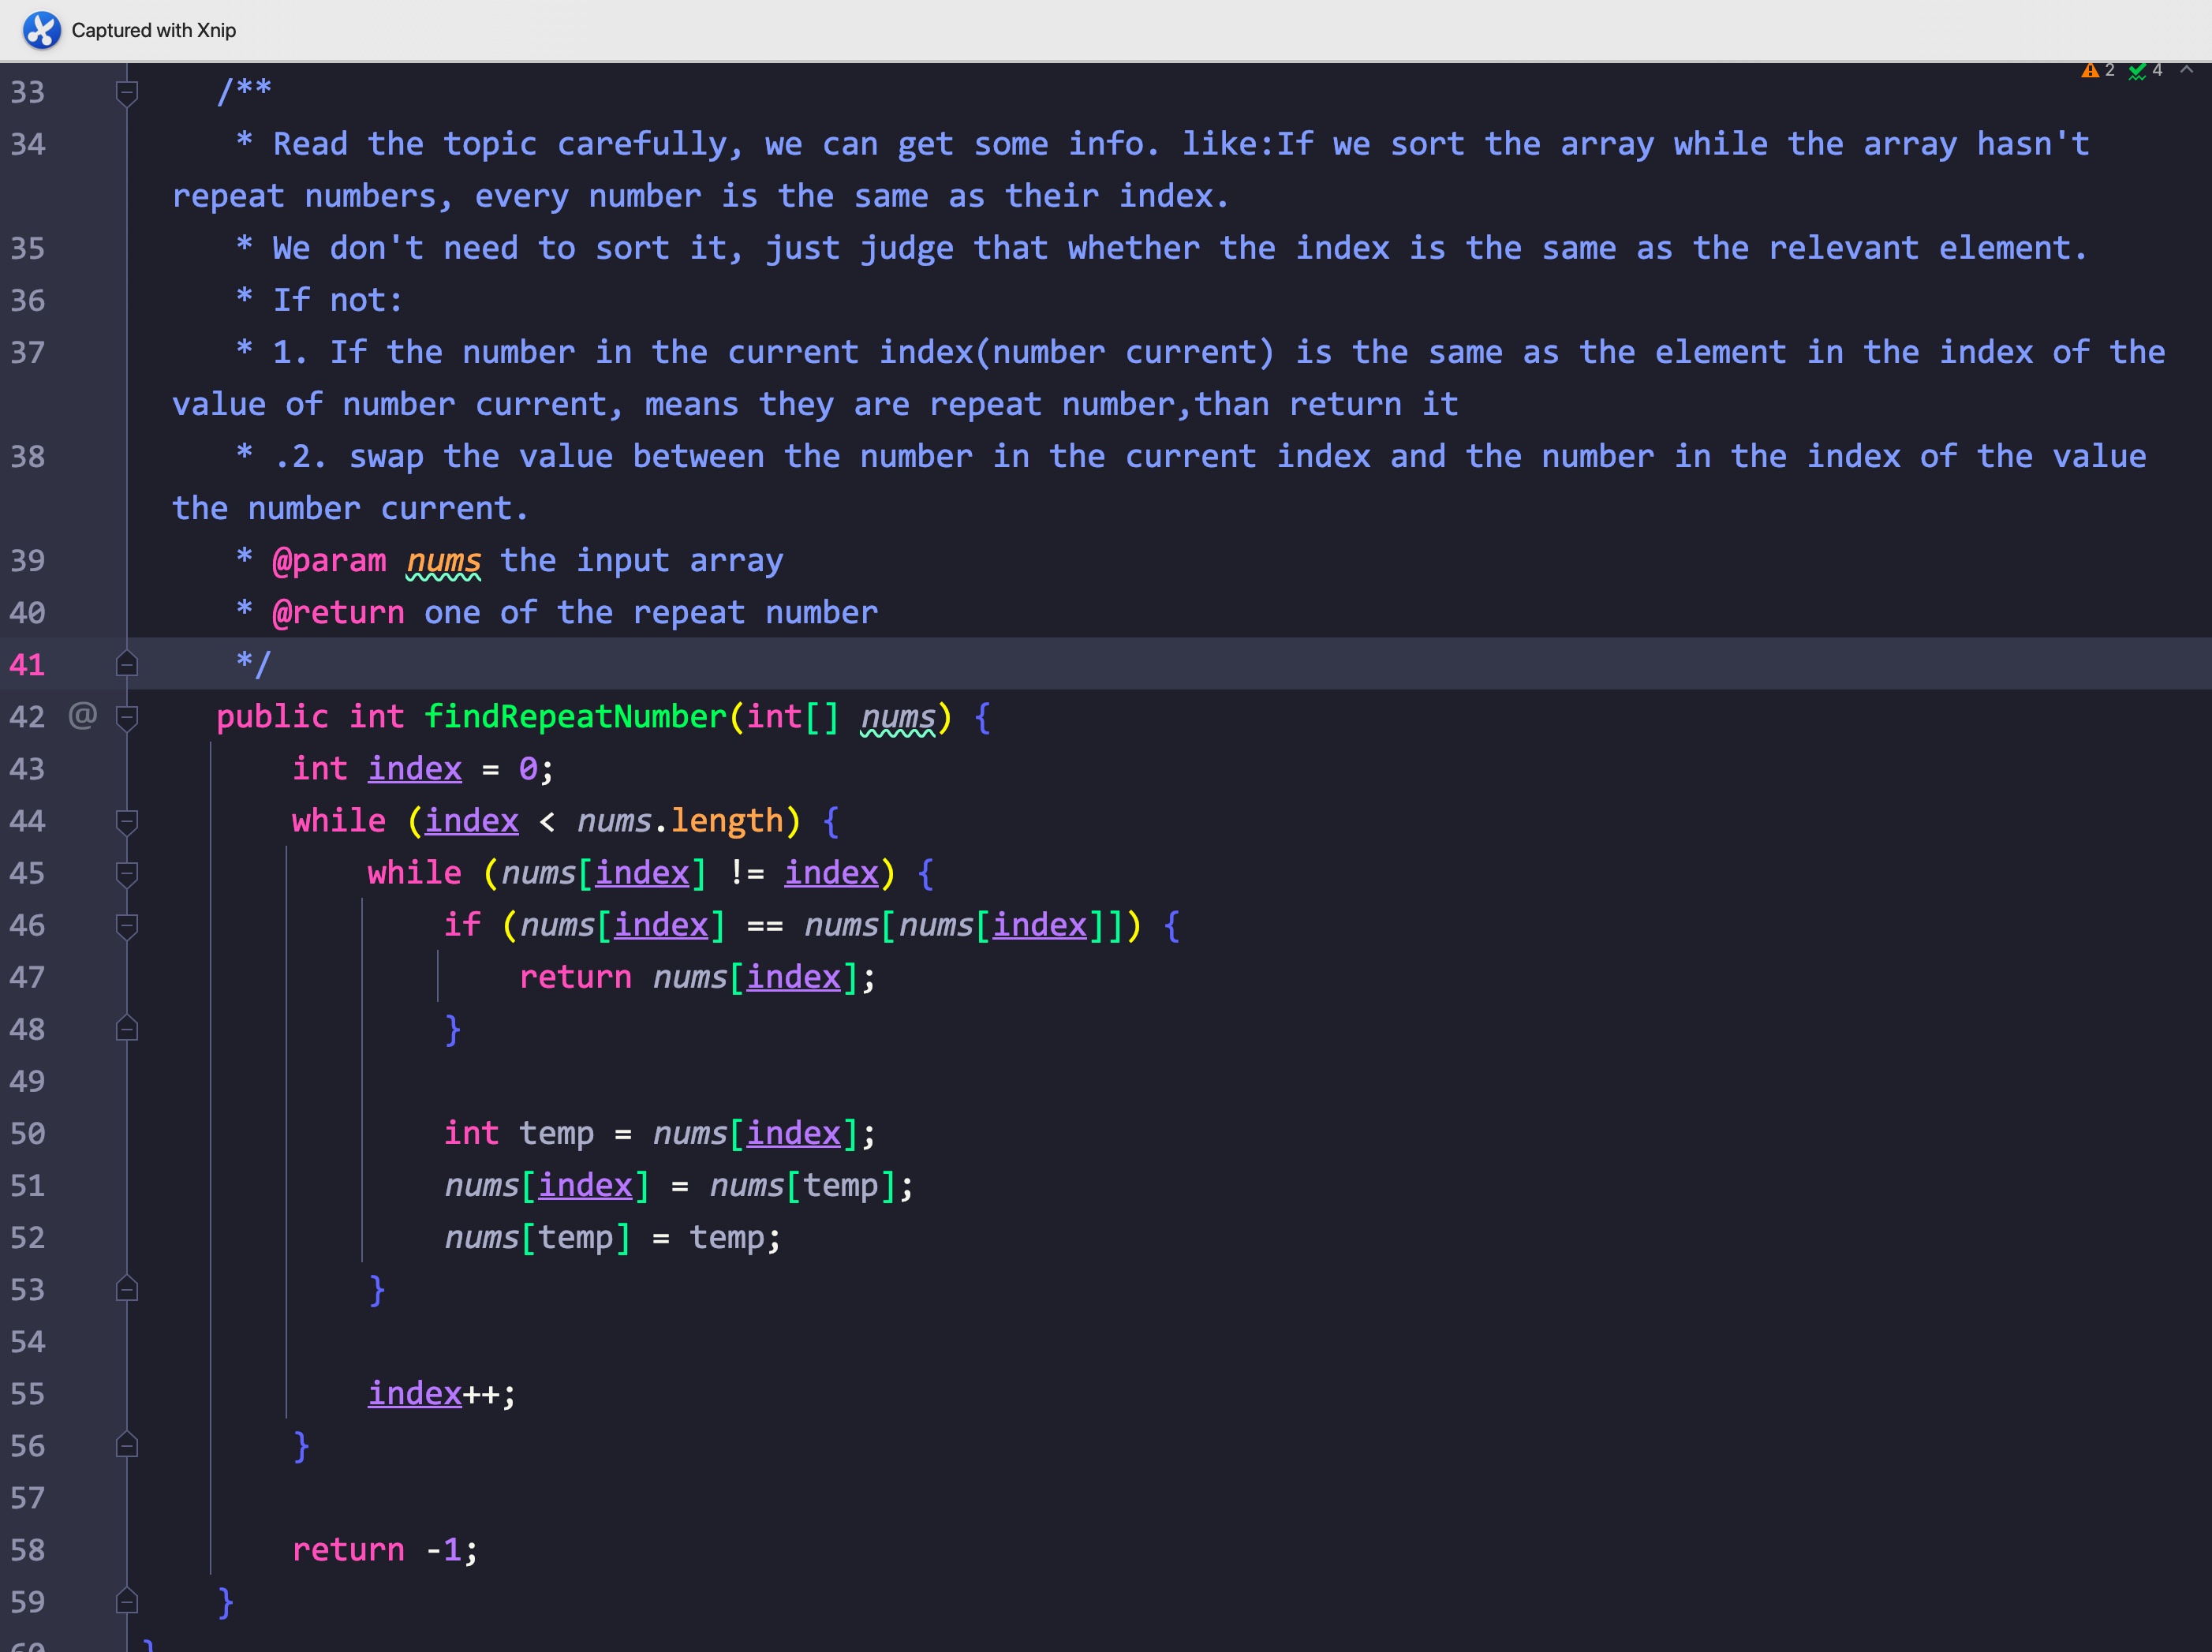 Captured with Xnip
2 4
33 /**
34 * Read the topic carefully, we can get some info. like:If we sort the array while the array hasn't
repeat numbers, every number is the same as their index.
35 * We don't need to sort it, just judge that whether the index is the same as the relevant element.
36 * If not:
37 * 1. If the number in the current index(number current) is the same as the element in the index of the
value of number current, means they are repeat number,than return it
38 * .2. swap the value between the number in the current index and the number in the index of the value
the number current.
39 * @param nums the input array
40 * @return one of the repeat number
41 */
42 @ public int findRepeatNumber(int[] nums) {
43 int index = 0;
44 while (index < nums.length) {
45 while (nums[index] != index) {
46 if (nums[index] == nums[nums[index]]) {
47 return nums[index];
48 }
49
50 int temp = nums[index];
51 nums[index] = nums[temp];
52 nums[temp] = temp;
53 }
54
55 index++;
56 }
57
58 return -1;
59 }
60 }